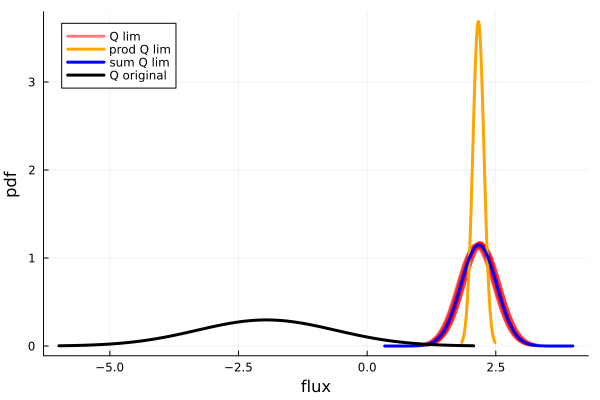 Q lim
prod Q lim
sum Q lim
Q original
3
2
1
0
pdf
−5.0
−2.5
0.0
2.5
flux